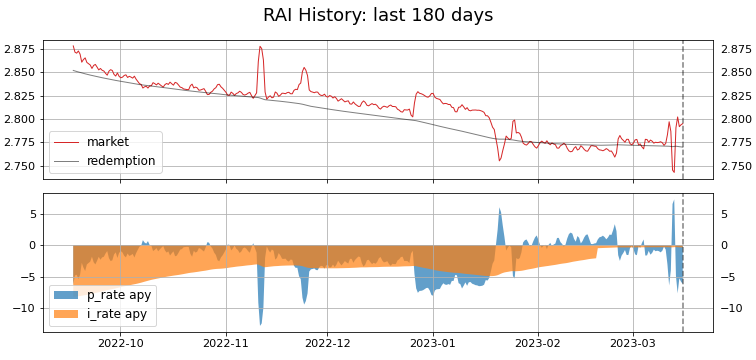 RAI History: last 180 days
2.875 2.875
2.850 2.850
2.825 2.825
2.800 2.800
2.775 2.775
2.750 2.750
market
redemption
5 5
0 0
−5 −5
−10 −10
p_rate apy
i_rate apy
2022-10 2022-11 2022-12 2023-01 2023-02 2023-03